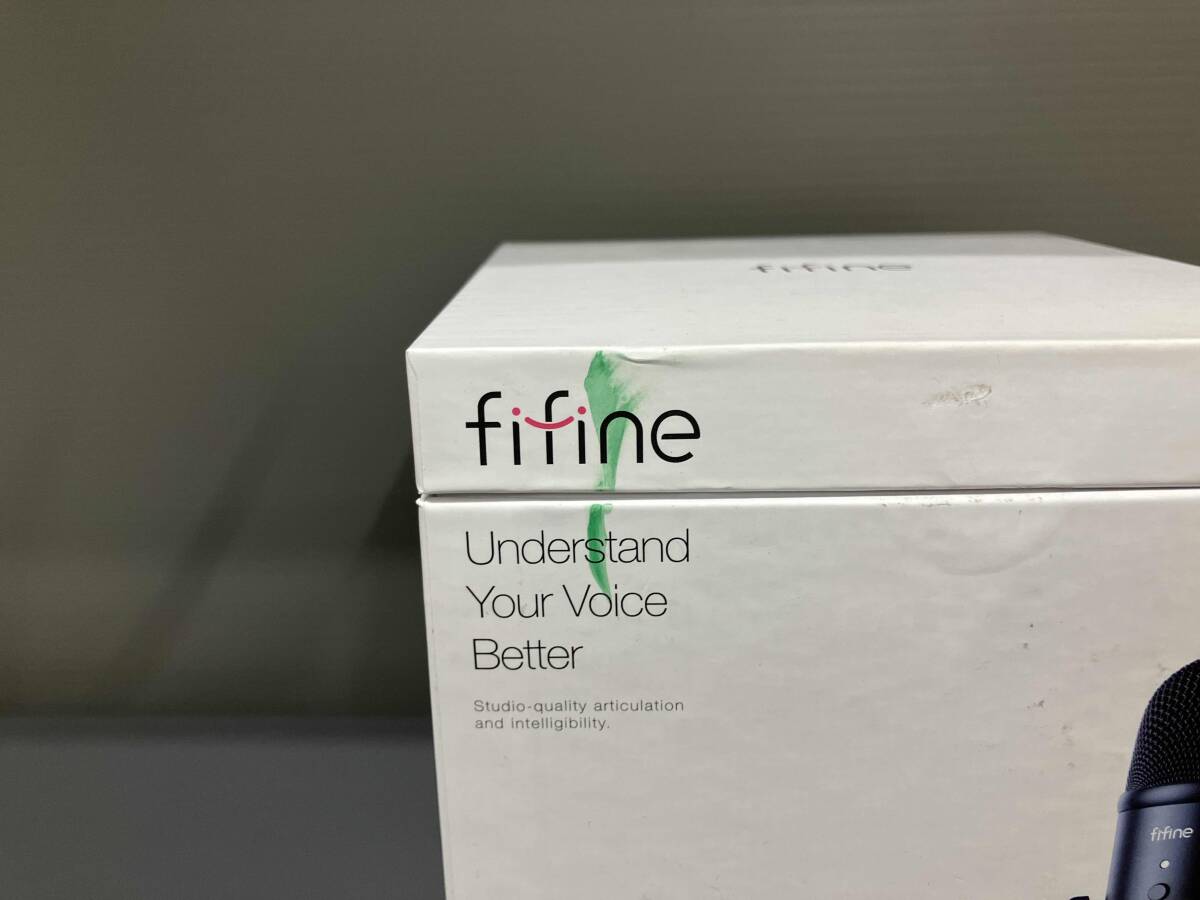 fifine
fifine
Understand
Your Voice
Better
Studio-quality articulation
and intelligibility.
fifine